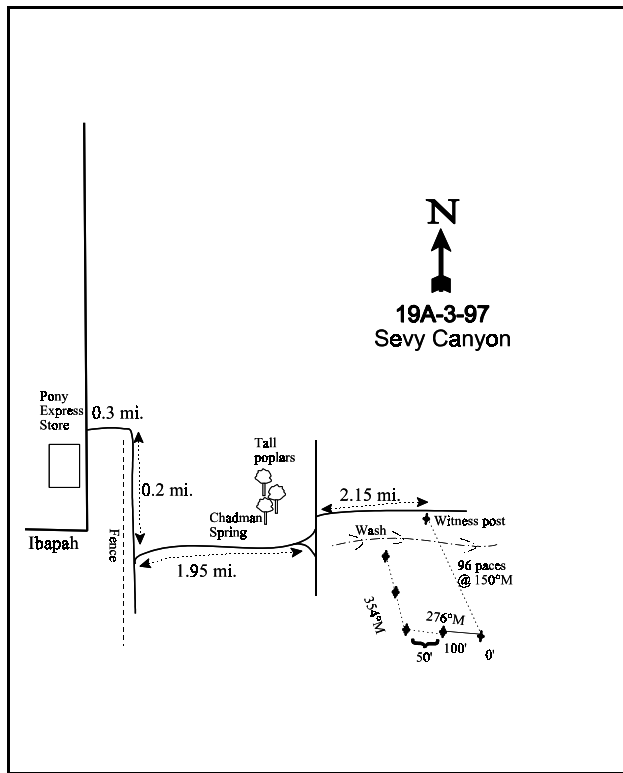 N
19A-3-97
Sevy Canyon
Pony
Express
Store
0.3 mi.
Tall
poplars
0.2 mi.
2.15 mi.
Chadman
Spring
Witness post
Wash
Ibapah
Fence
1.95 mi.
96 paces
@ 150°M
354°M
276°M
50'
100'
0'